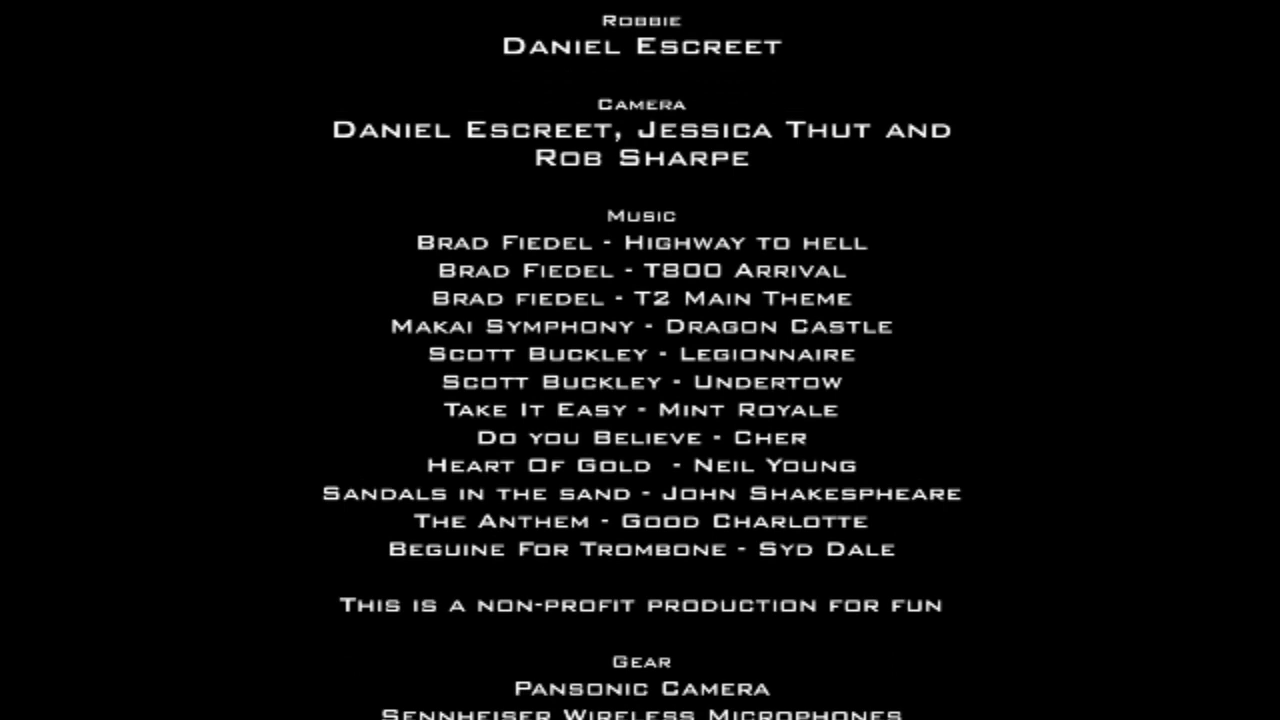 Robbie
Daniel Escreet
Camera
Daniel Escreet, Jessica Thut and
Rob Sharpe
Music
Brad Fiedel - Highway to hell
Brad Fiedel - T800 Arrival
Brad fiedel - T2 Main Theme
Makai Symphony - Dragon Castle
Scott Buckley - Legionnaire
Scott Buckley - Undertow
Take It Easy - Mint Royale
Do you Believe - Cher
Heart Of Gold - Neil Young
Sandals in the sand - John Shakespheare
The Anthem - Good Charlotte
Beguine For Trombone - Syd Dale
This is a non-profit production for fun
Gear
Pansonic Camera
Sennheiser Wireless Microphones